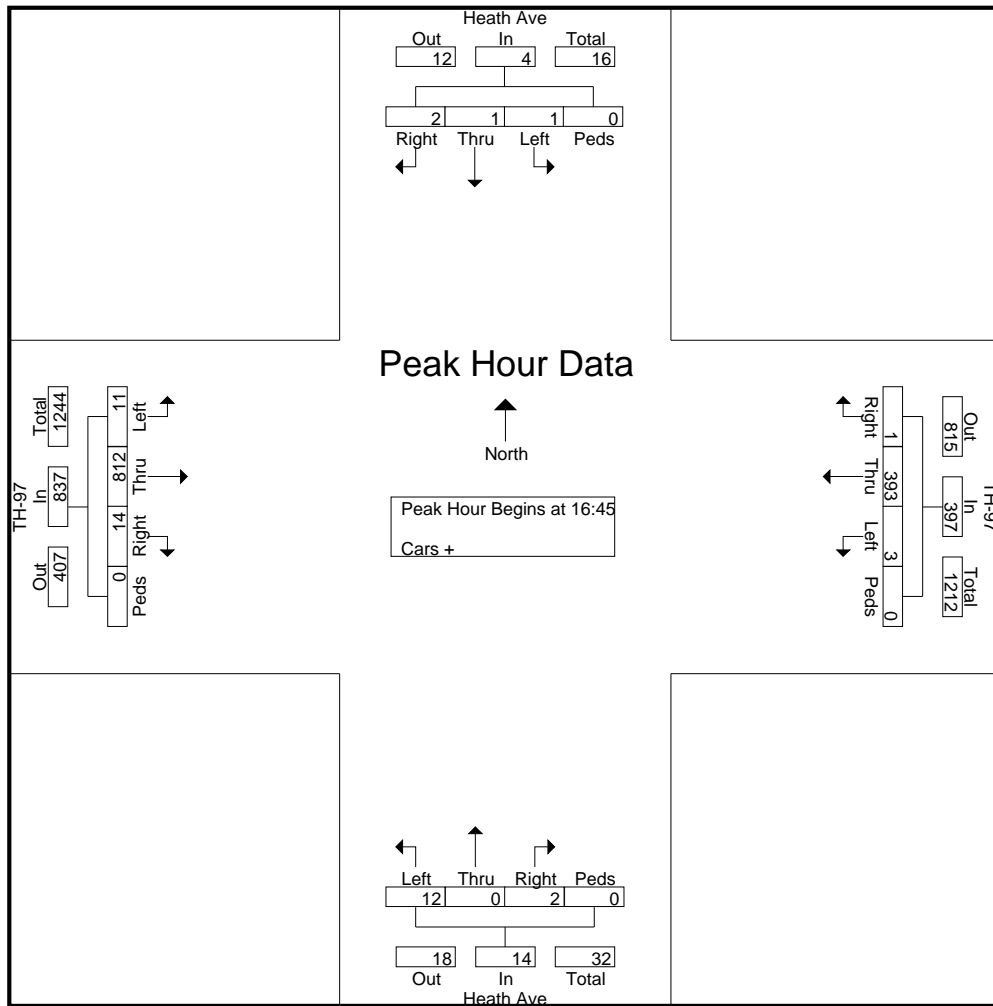 Heath Ave
Out In Total
12 4 16
2 1 1 0
Right Thru Left Peds
Peak Hour Data
North
Peak Hour Begins at 16:45
Cars +
TH-97
Total In Out
1244 837 407
11 812 14 0
Left Thru Right Peds
Right Thru Left Peds
1 393 3 0
815 397 1212
Out In Total
TH-97
Left Thru Right Peds
12 0 2 0
18 14 32
Out In Total
Heath Ave